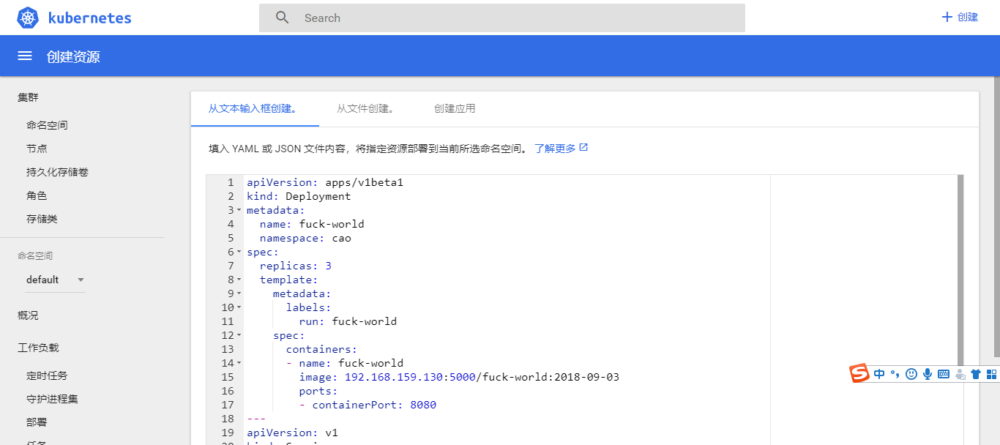 kubernetes
Search
创建
创建资源
集群
命名空间
节点
持久化存储卷
角色
存储类
命名空间
default
概况
工作负载
定时任务
守护进程集
部署
任务
从文本输入框创建。
从文件创建。
创建应用
填入 YAML 或 JSON 文件内容，将指定资源部署到当前所选命名空间。 了解更多
1 apiVersion: apps/v1beta1
2 kind: Deployment
3 metadata:
4 name: fuck-world
5 namespace: cao
6 spec:
7 replicas: 3
8 template:
9 metadata:
10 labels:
11 run: fuck-world
12 spec:
13 containers:
14 - name: fuck-world
15 image: 192.168.159.130:5000/fuck-world:2018-09-03
16 ports:
17 - containerPort: 8080
18 ---
19 apiVersion: v1
S 中